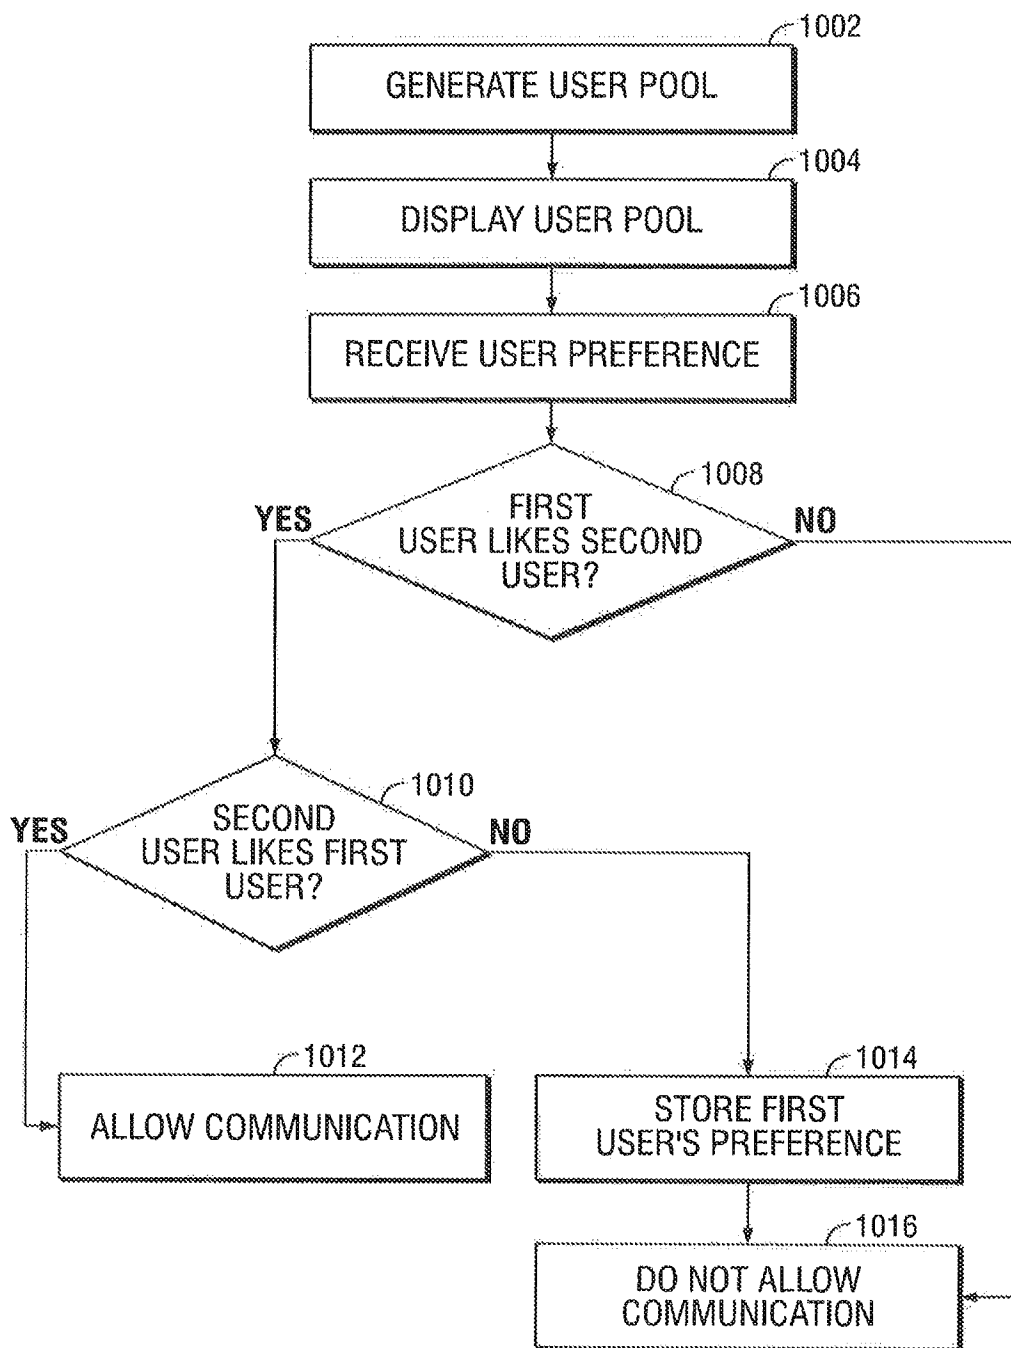 1002
GENERATE USER POOL
1004
DISPLAY USER POOL
1006
RECEIVE USER PREFERENCE
1008
FIRST
USER LIKES SECOND
USER?
YES
NO
1010
SECOND
USER LIKES FIRST
USER?
YES
NO
1012
ALLOW COMMUNICATION
1014
STORE FIRST
USER'S PREFERENCE
1016
DO NOT ALLOW
COMMUNICATION